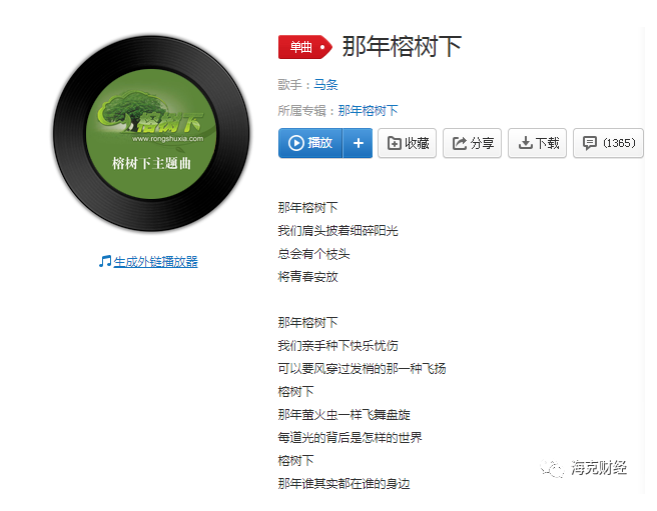 单曲
那年榕树下
歌手：马条
所属专辑：那年榕树下
播放
+
收藏
分享
下载
(1365)
榕树下
www.rongshuxia.com
榕树下主题曲
生成外链播放器
那年榕树下
我们肩头披着细碎阳光
总会有个枝头
将青春安放
那年榕树下
我们亲手种下快乐忧伤
可以要风穿过发梢的那一种飞扬
榕树下
那年萤火虫一样飞舞盘旋
每道光的背后是怎样的世界
榕树下
那年谁其实都在谁的身边
海克财经